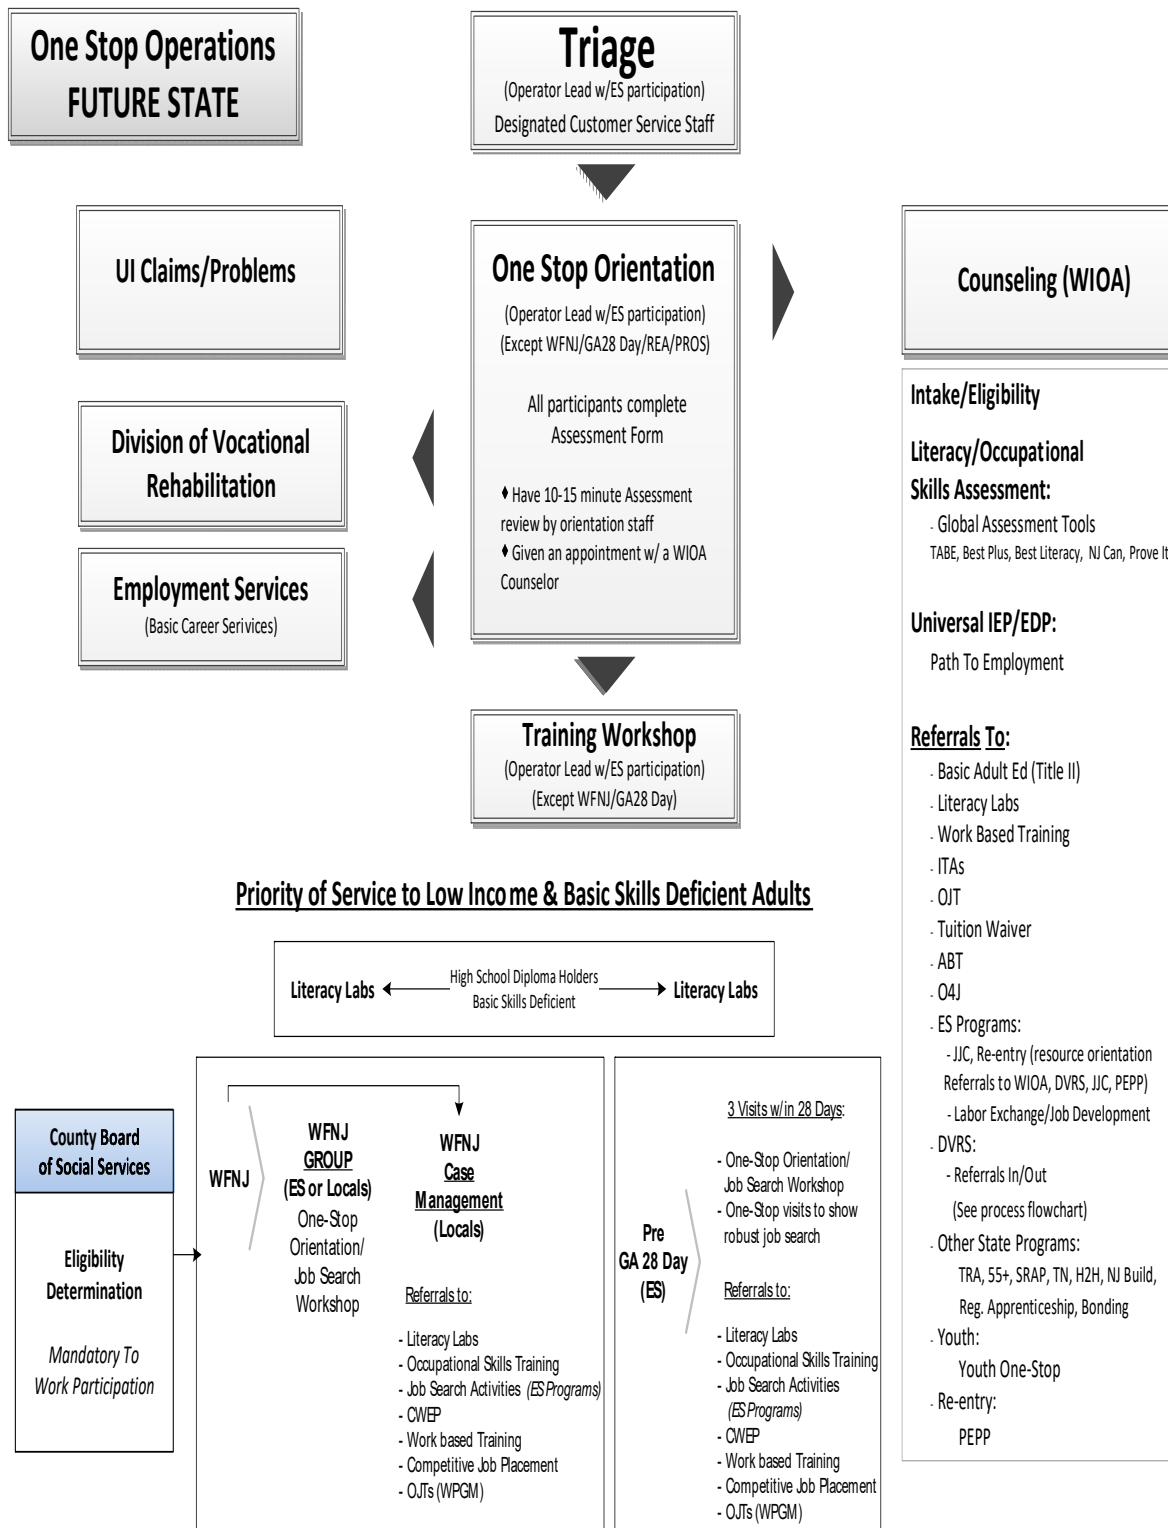 One Stop Operations
FUTURE STATE
Triage
(Operator Lead w/ES participation)
Designated Customer Service Staff
UI Claims/Problems
Division of Vocational
Rehabilitation
Employment Services
(Basic Career Serivices)
One Stop Orientation
(Operator Lead w/ES participation)
(Except WFNJ/GA28 Day/REA/PROS)
All participants complete
Assessment Form
♦ Have 10-15 minute Assessment
review by orientation staff
♦ Given an appointment w/ a WIOA
Counselor
Training Workshop
(Operator Lead w/ES participation)
(Except WFNJ/GA28 Day)
Counseling (WIOA)
Intake/Eligibility
Literacy/Occupational
Skills Assessment:
- Global Assessment Tools
TABE, Best Plus, Best Literacy, NJ Can, Prove It
Universal IEP/EDP:
Path To Employment
Referrals To:
- Basic Adult Ed (Title II)
- Literacy Labs
- Work Based Training
- ITAs
- OJT
- Tuition Waiver
- ABT
- O4J
- ES Programs:
- JJC, Re-entry (resource orientation
Referrals to WIOA, DVRS, JJC, PEPP)
- Labor Exchange/Job Development
- DVRS:
- Referrals In/Out
(See process flowchart)
- Other State Programs:
TRA, 55+, SRAP, TN, H2H, NJ Build,
Reg. Apprenticeship, Bonding
- Youth:
Youth One-Stop
- Re-entry:
PEPP
Priority of Service to Low Income & Basic Skills Deficient Adults
Literacy Labs
High School Diploma Holders
Basic Skills Deficient
Literacy Labs
County Board
of Social Services
Eligibility
Determination
Mandatory To
Work Participation
WFNJ
WFNJ
GROUP
(ES or Locals)
One-Stop
Orientation/
Job Search
Workshop
WFNJ
Case
Management
(Locals)
Referrals to:
- Literacy Labs
- Occupational Skills Training
- Job Search Activities (ES Programs)
- CWEP
- Work based Training
- Competitive Job Placement
- OJTs (WPGM)
Pre
GA 28 Day
(ES)
3 Visits w/in 28 Days:
- One-Stop Orientation/
Job Search Workshop
- One-Stop visits to show
robust job search
Referrals to:
- Literacy Labs
- Occupational Skills Training
- Job Search Activities
(ES Programs)
- CWEP
- Work based Training
- Competitive Job Placement
- OJTs (WPGM)